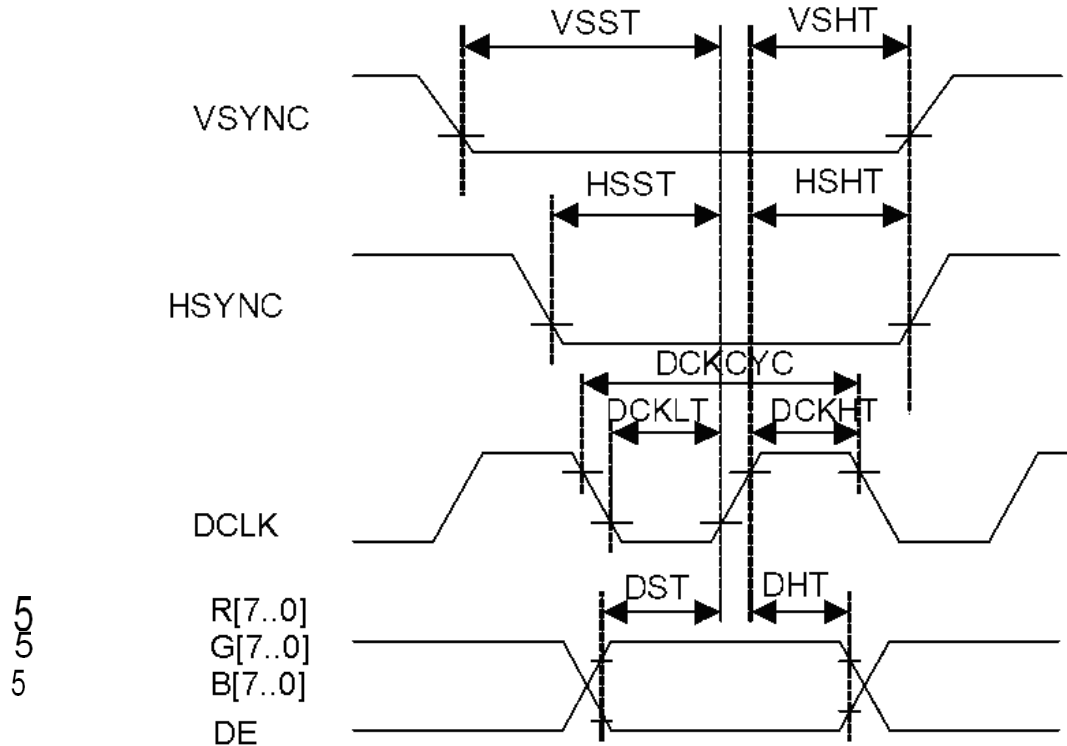 VSST VSHT
VSYNC
HSST HSHT
HSYNC
DCKCYC
DCKLT DCKHT
DCLK
DST DHT
5 R[7..0]
5 G[7..0]
5 B[7..0]
DE